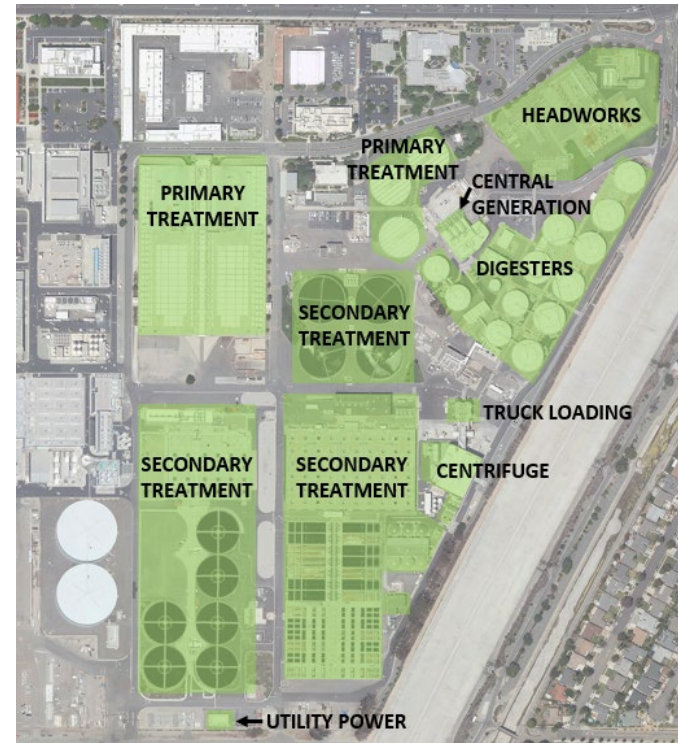 HEADWORKS
PRIMARY
TREATMENT
PRIMARY
TREATMENT
CENTRAL
GENERATION
DIGESTERS
SECONDARY
TREATMENT
TRUCK LOADING
SECONDARY
TREATMENT
SECONDARY
TREATMENT
CENTRIFUGE
UTILITY POWER